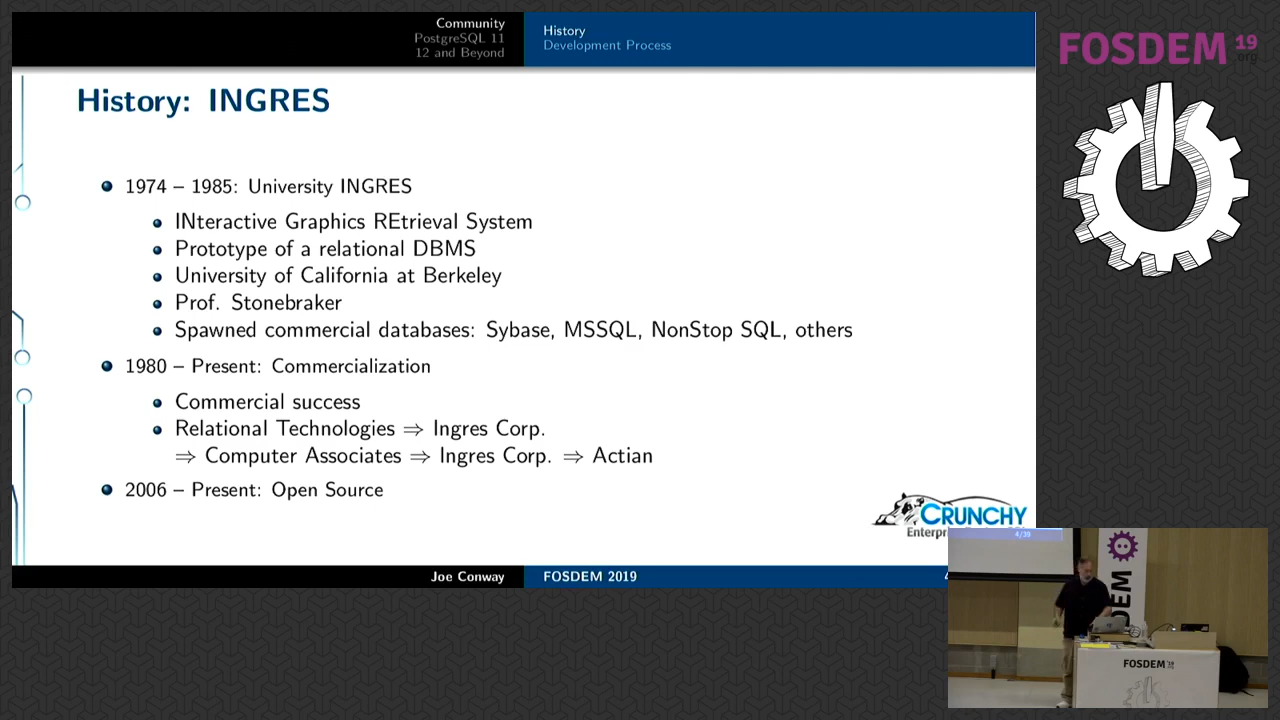 Community
PostgreSQL 11
12 and Beyond
History
Development Process
FOSDEM 19
.org
History: INGRES
1974 – 1985: University INGRES
INteractive Graphics REtrieval System
Prototype of a relational DBMS
University of California at Berkeley
Prof. Stonebraker
Spawned commercial databases: Sybase, MSSQL, NonStop SQL, others
1980 – Present: Commercialization
Commercial success
Relational Technologies ⇒ Ingres Corp.
⇒ Computer Associates ⇒ Ingres Corp. ⇒ Actian
2006 – Present: Open Source
CRUNCHY
4/39
Joe Conway
FOSDEM 2019
FOSDEM 19